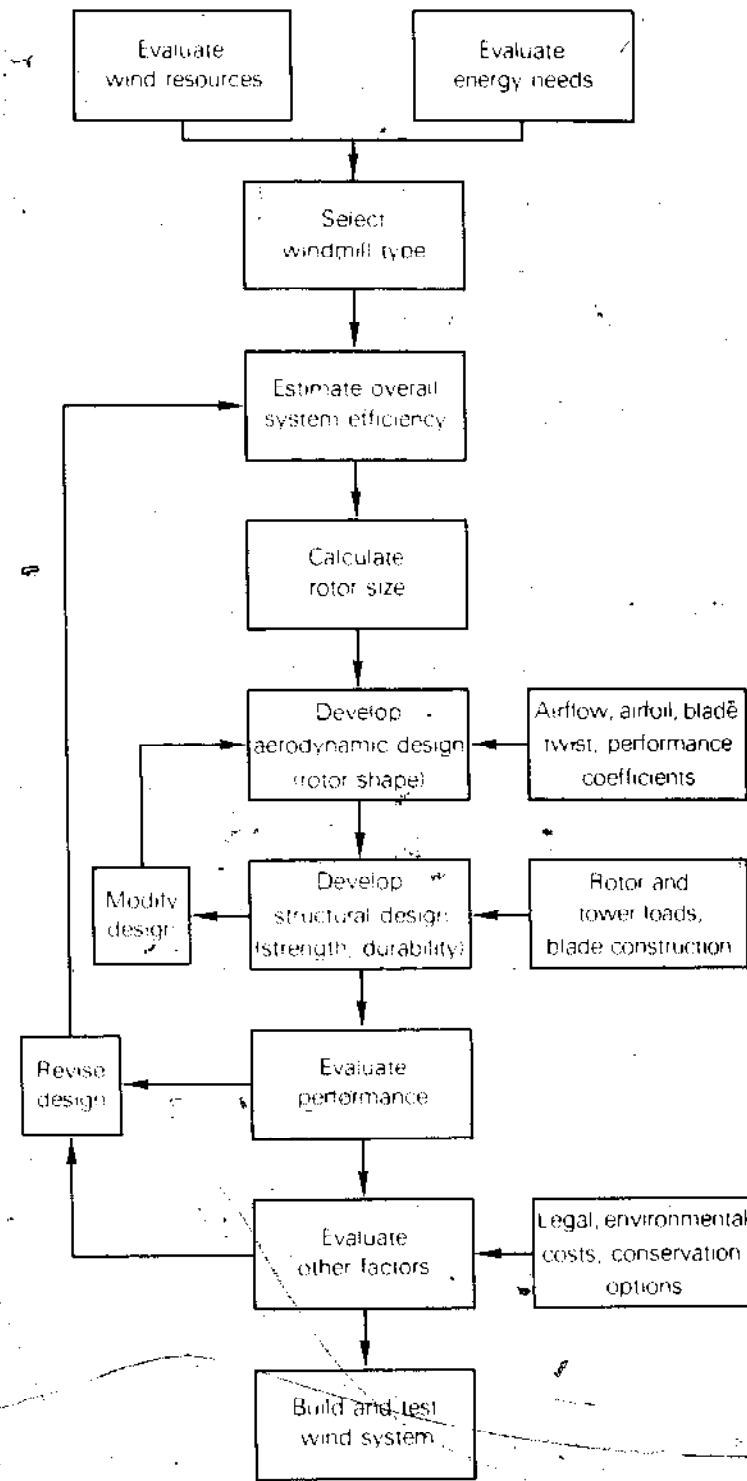 Evaluate
wind resources
Evaluate
energy needs
Select
windmill type
Estimate overall
system efficiency
Calculate
rotor size
Develop
aerodynamic design
(rotor shape)
Airflow, airfoil, blade
twist, performance
coefficients
Modify
design
Develop
structural design
(strength, durability)
Rotor and
tower loads,
blade construction
Revise
design
Evaluate
performance
Evaluate
other factors
Legal, environmental
costs, conservation
options
Build and test
wind system